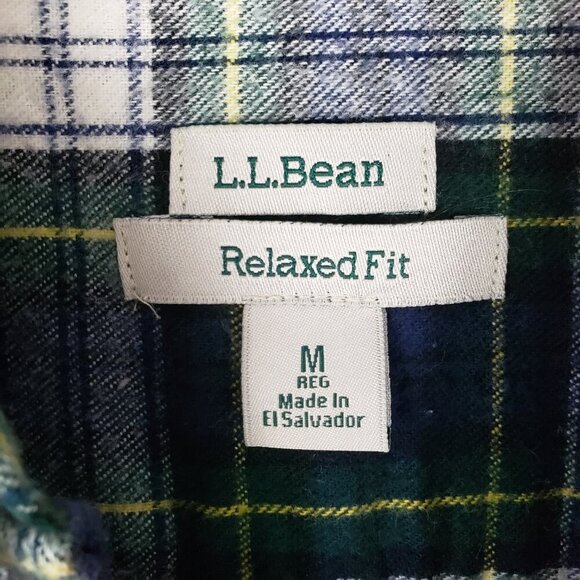 L.L.Bean
Relaxed Fit
M
REG
Made In
El Salvador